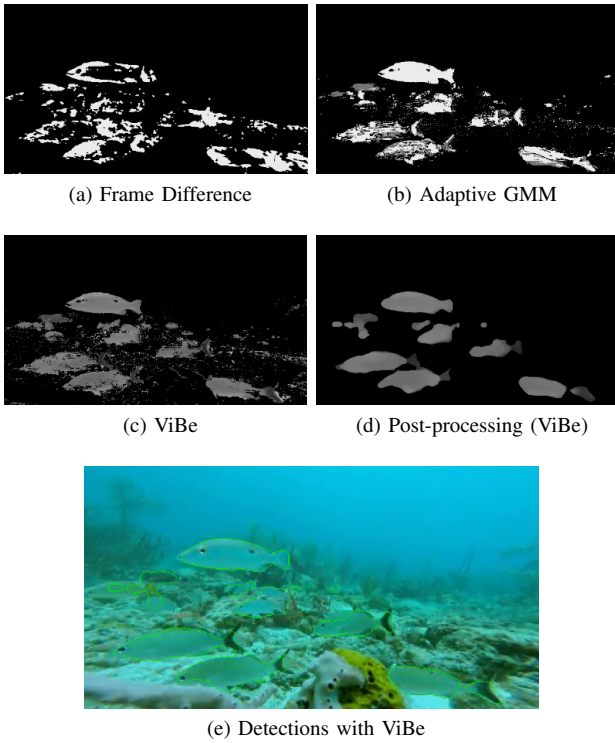 (a) Frame Difference
(b) Adaptive GMM
(c) ViBe
(d) Post-processing (ViBe)
(e) Detections with ViBe